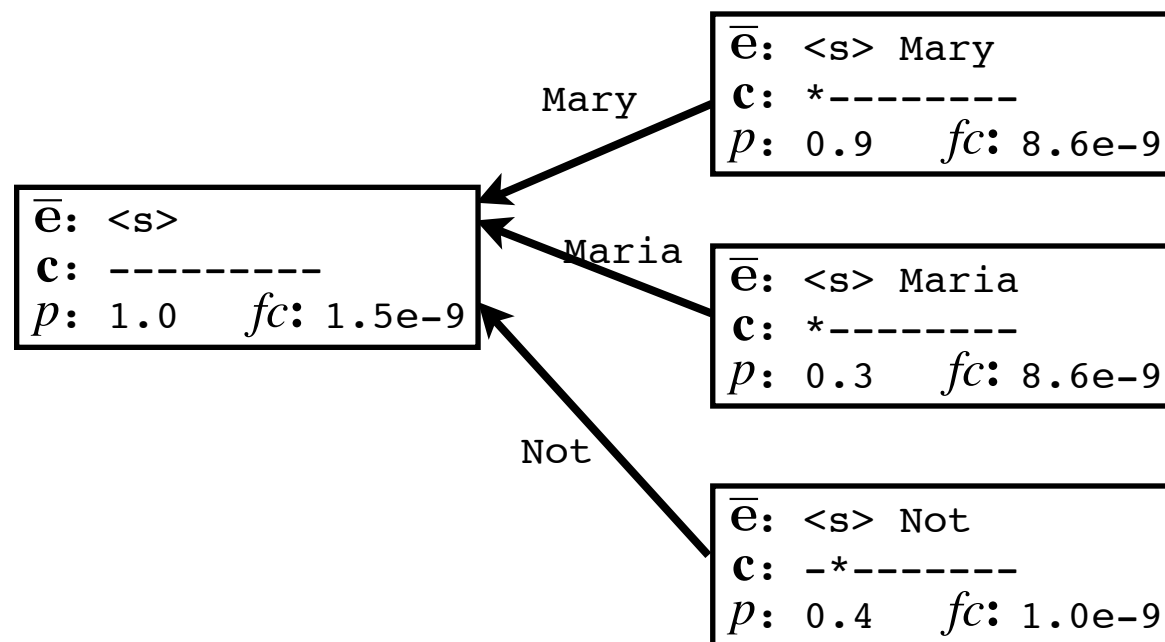 ē: <s> Mary
c: *--------
p: 0.9 fc: 8.6e-9
Mary
ē: <s>
c: ---------
p: 1.0 fc: 1.5e-9
Maria
ē: <s> Maria
c: *--------
p: 0.3 fc: 8.6e-9
Not
ē: <s> Not
c: -*-------
p: 0.4 fc: 1.0e-9